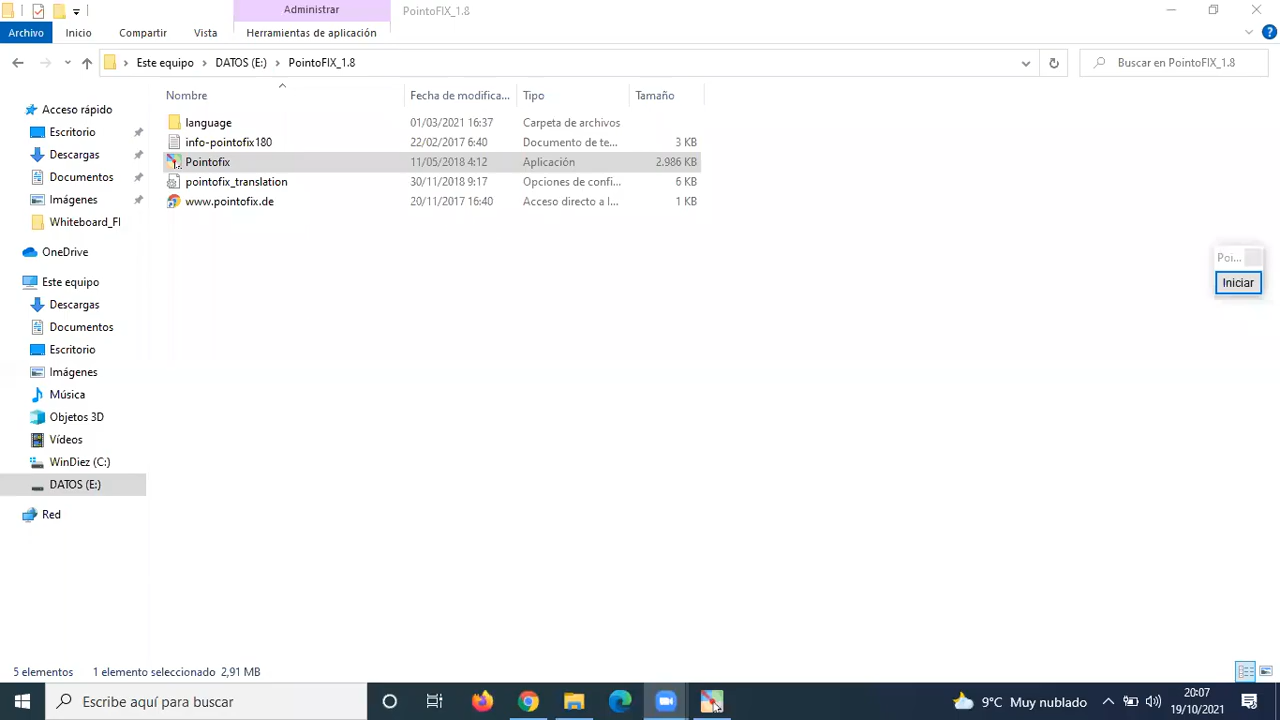 Administrar
PointoFIX_1.8
Archivo
Inicio
Compartir
Vista
Herramientas de aplicación
Este equipo
DATOS (E:)
PointoFIX_1.8
Buscar en PointoFIX_1.8
Nombre
Fecha de modifica...
Tipo
Tamaño
language
01/03/2021 16:37
Carpeta de archivos
info-pointofix180
22/02/2017 6:40
Documento de te...
3 KB
Pointofix
11/05/2018 4:12
Aplicación
2.986 KB
pointofix_translation
30/11/2018 9:17
Opciones de confi...
6 KB
www.pointofix.de
20/11/2017 16:40
Acceso directo a l...
1 KB
Acceso rápido
Escritorio
Descargas
Documentos
Imágenes
Whiteboard_Fl
OneDrive
Este equipo
Descargas
Documentos
Escritorio
Imágenes
Música
Objetos 3D
Vídeos
WinDiez (C:)
DATOS (E:)
Red
Poi...
Iniciar
5 elementos
1 elemento seleccionado 2,91 MB
Escribe aquí para buscar
9°C Muy nublado
20:07
19/10/2021